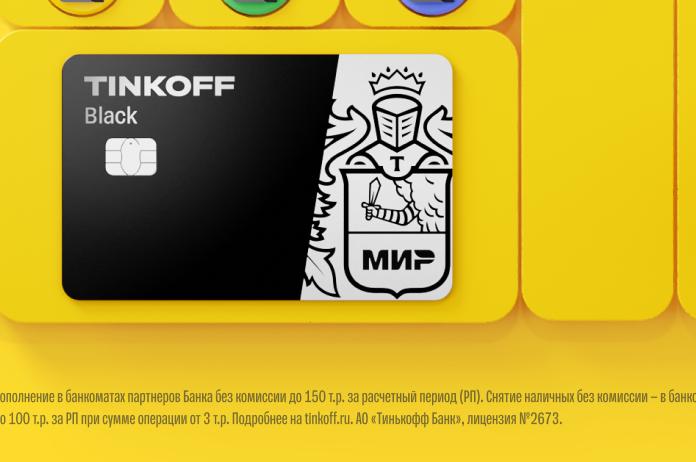 TINKOFF
Black
T
МИР
ополнение в банкоматах партнеров Банка без комиссии до 150 т.р. за расчетный период (РП). Снятие наличных без комиссии – в банко
о 100 т.р. за РП при сумме операции от 3 т.р. Подробнее на tinkoff.ru. АО «Тинькофф Банк», лицензия №2673.